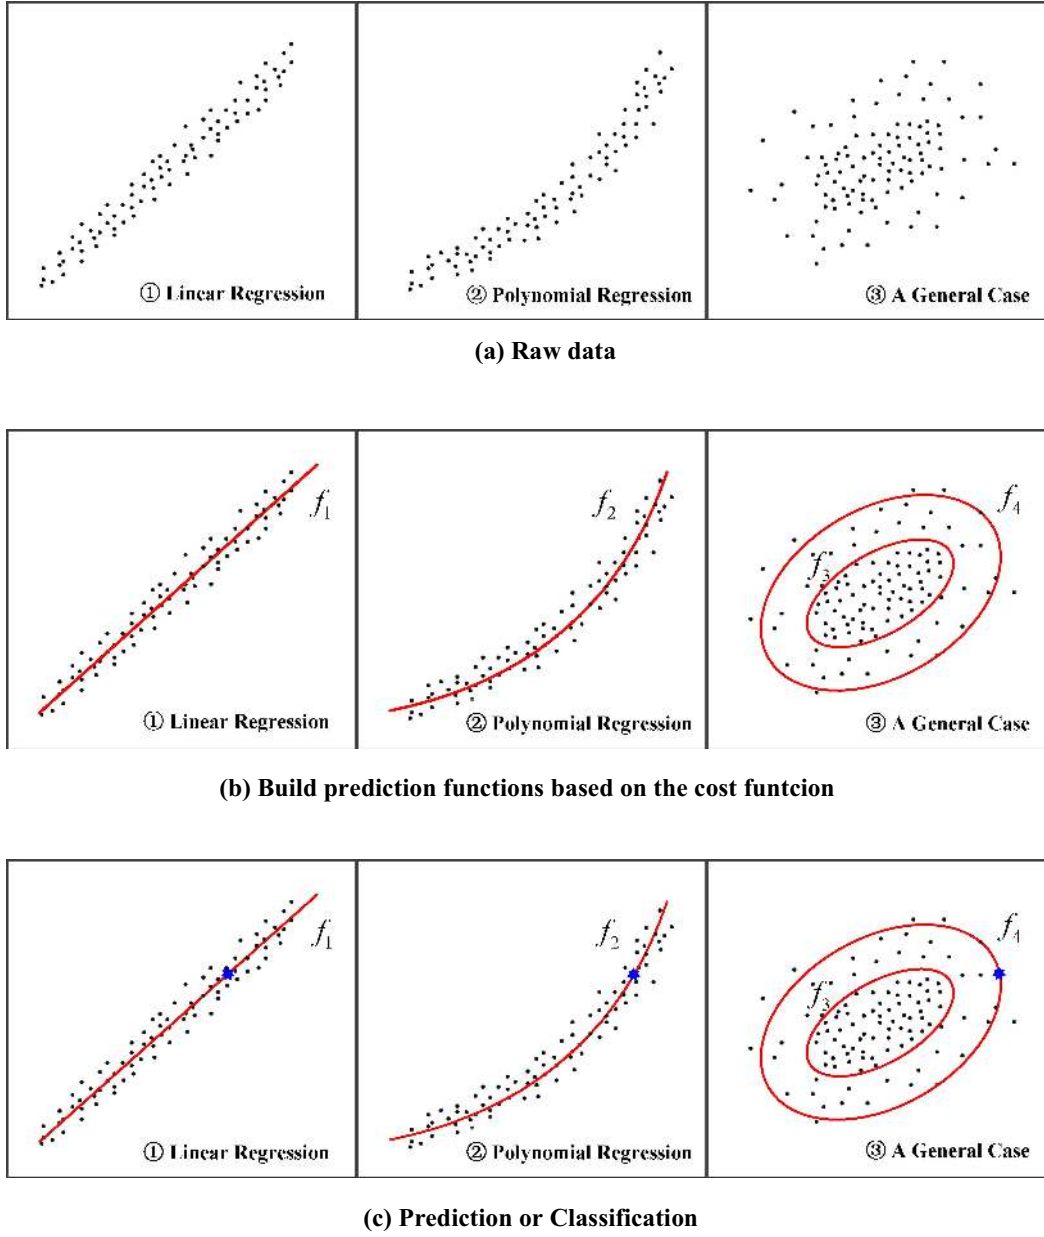 ① Linear Regression
② Polynomial Regression
③ A General Case
(a) Raw data
f1
f2
f3
f4
① Linear Regression
② Polynomial Regression
③ A General Case
(b) Build prediction functions based on the cost funtcion
f1
f2
f3
f4
① Linear Regression
② Polynomial Regression
③ A General Case
(c) Prediction or Classification